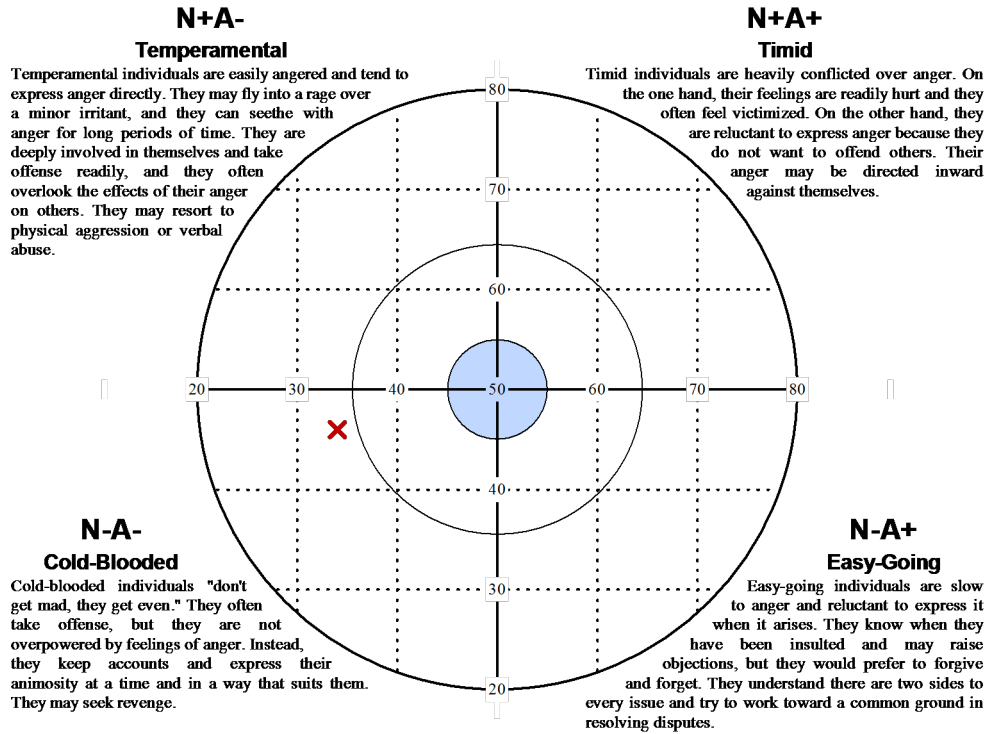 N+A-
Temperamental
Temperamental individuals are easily angered and tend to
express anger directly. They may fly into a rage over
a minor irritant, and they can seethe with
anger for long periods of time. They are
deeply involved in themselves and take
offense readily, and they often
overlook the effects of their anger
on others. They may resort to
physical aggression or verbal
abuse.
N+A+
Timid
Timid individuals are heavily conflicted over anger. On
the one hand, their feelings are readily hurt and they
often feel victimized. On the other hand, they
are reluctant to express anger because they
do not want to offend others. Their
anger may be directed inward
against themselves.
80
70
60
20 30 40 50 60 70 80
40
30
20
N-A-
Cold-Blooded
Cold-blooded individuals "don't
get mad, they get even." They often
take offense, but they are not
overpowered by feelings of anger. Instead,
they keep accounts and express their
animosity at a time and in a way that suits them.
They may seek revenge.
N-A+
Easy-Going
Easy-going individuals are slow
to anger and reluctant to express it
when it arises. They know when they
have been insulted and may raise
objections, but they would prefer to forgive
and forget. They understand there are two sides to
every issue and try to work toward a common ground in
resolving disputes.